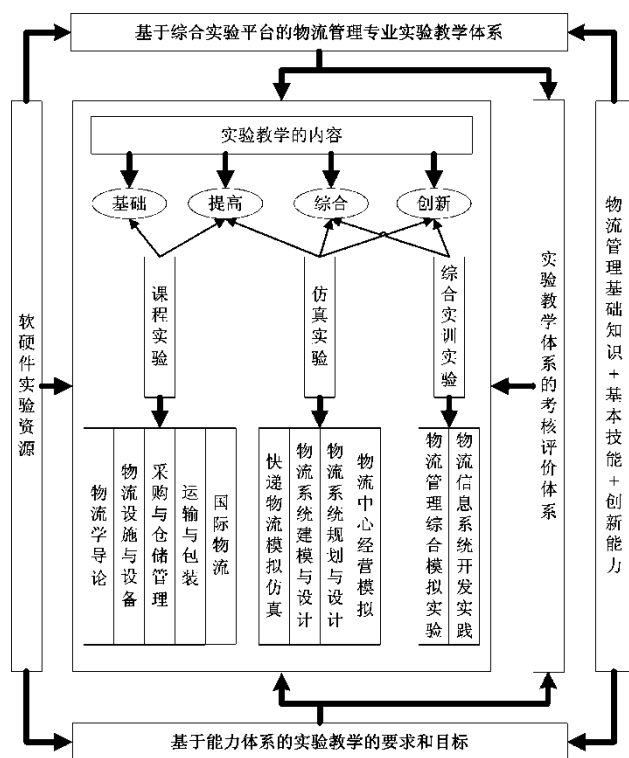 基于综合实验平台的物流管理专业实验教学体系
实验教学的内容
基础
提高
综合
创新
课程实验
仿真实验
综合实训实验
软硬件实验资源
实验教学体系的考核评价体系
物流管理基础知识+基本技能+创新能力
物流学导论
物流设施与设备
采购与仓储管理
运输与包装
国际物流
快递物流模拟仿真
物流系统建模与设计
物流系统规划与设计
物流中心经营模拟
物流管理综合模拟实验
物流信息系统开发实践
基于能力体系的实验教学的要求和目标